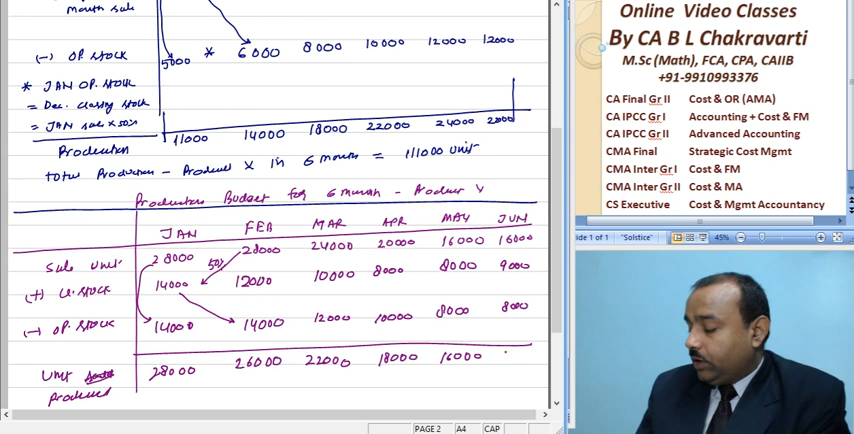 month sale
(-) OP. STOCK 5000 * 6000 8000 10000 12000 12000
* JAN OP. STOCK
= Dec. closing stock
= JAN sales x 50%
11000 14000 18000 22000 24000
Production
Total Production - Product X in 6 month = 111000 unit
Production Budget for 6 month - Product Y
JAN FEB MAR APR MAY JUN
Sale Unit 28000 50% 28000 24000 20000 16000 16000
(+) Cl. STOCK 14000 12000 10000 8000 8000 9000
(-) OP. STOCK 14000 14000 12000 10000 8000 8000
Unit 28000 26000 22000 18000 16000
Produced
PAGE 2 A4 CAP
Online Video Classes
By CA B L Chakravarti
M.Sc (Math), FCA, CPA, CAIIB
+91-9910993376
CA Final Gr II Cost & OR (AMA)
CA IPCC Gr I Accounting + Cost & FM
CA IPCC Gr II Advanced Accounting
CMA Final Strategic Cost Mgmt
CMA Inter Gr I Cost & FM
CMA Inter Gr II Cost & MA
CS Executive Cost & Mgmt Accountancy
ide 1 of 1 "Solstice" 45%